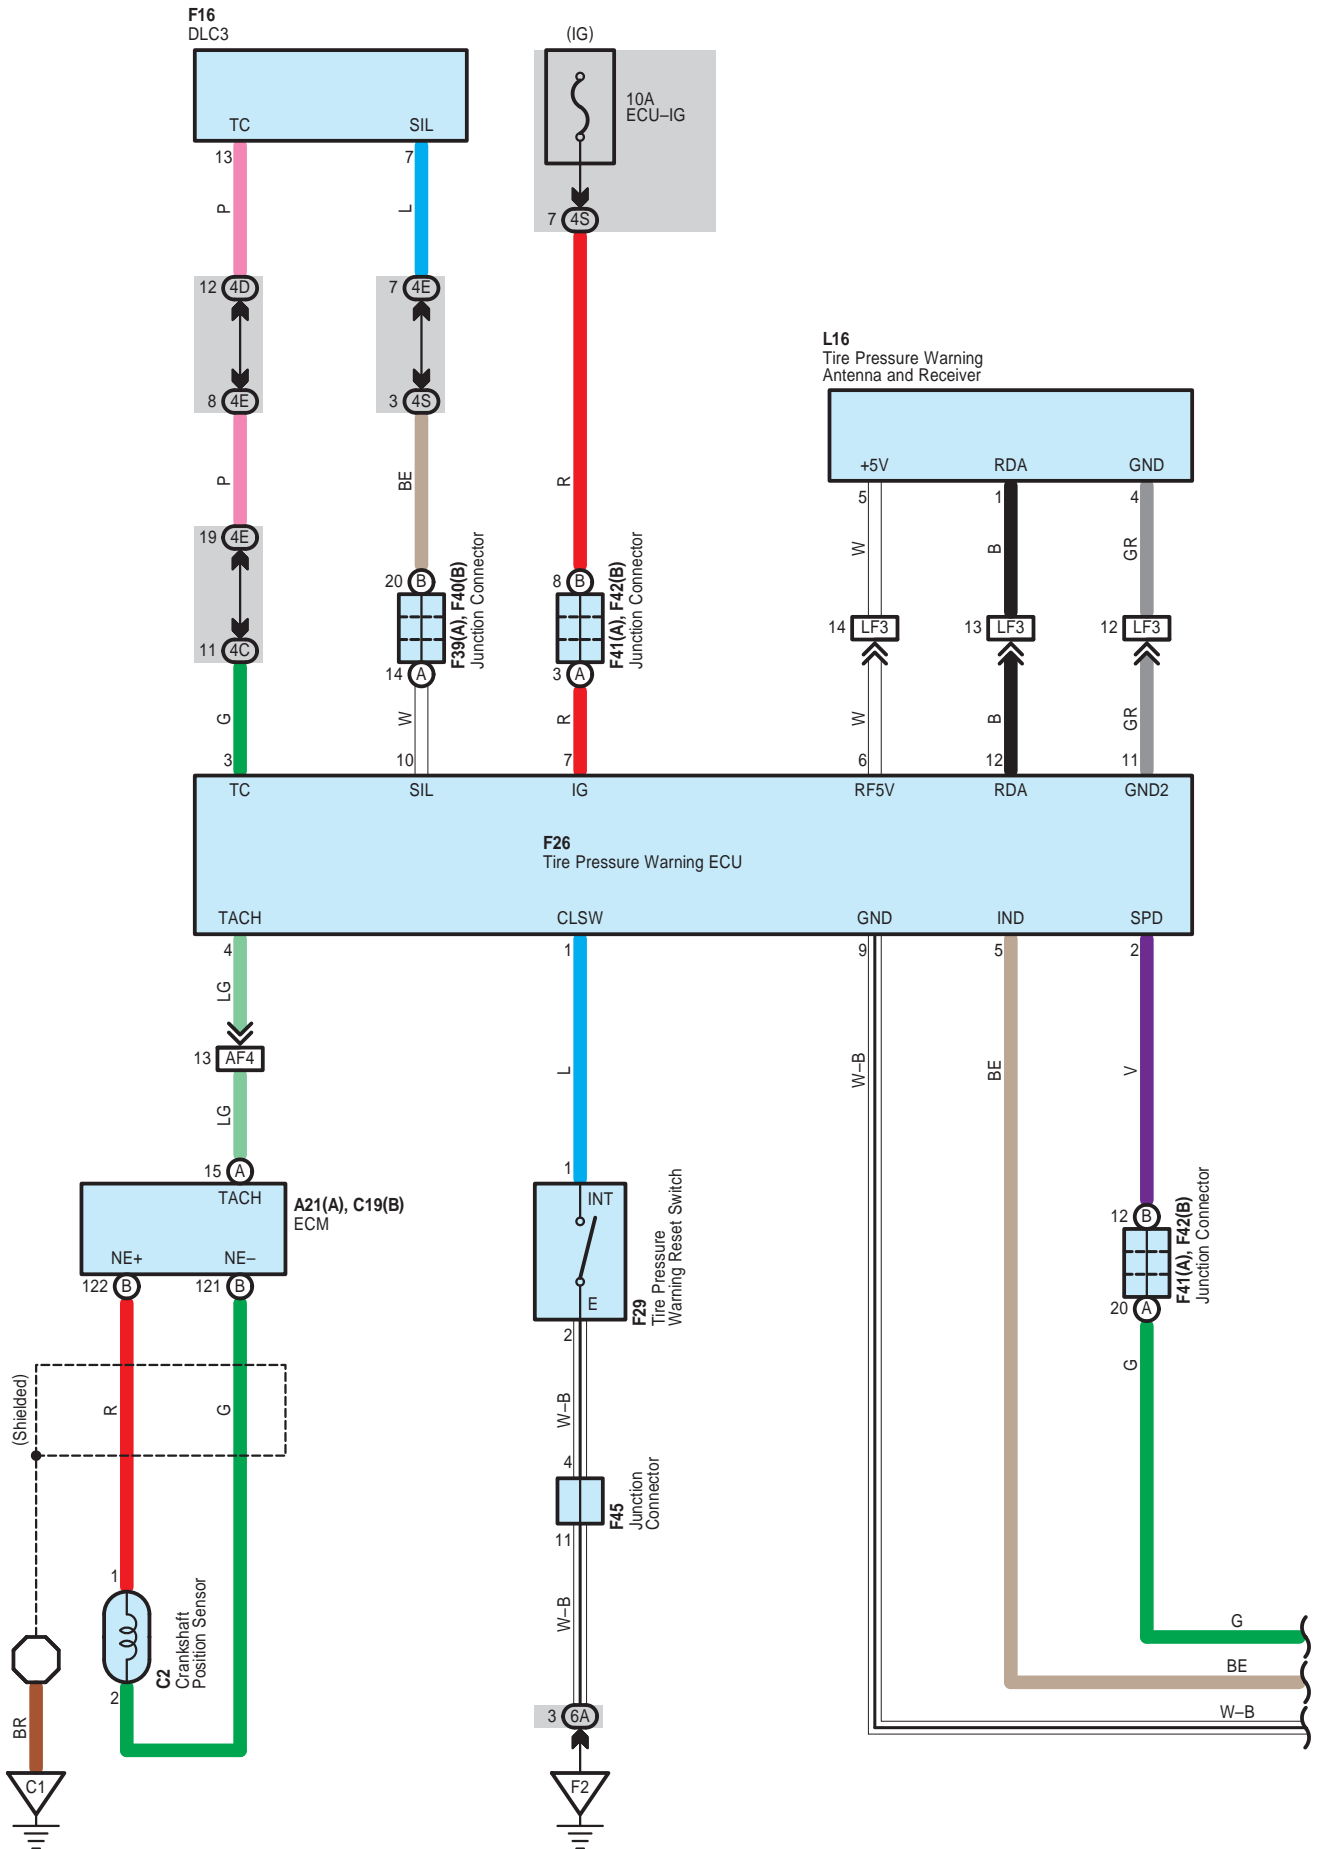 F16
DLC3
(IG)
TC
SIL
10A
ECU–IG
13
7
7
4S
P
L
12
4D
7
4E
8
4E
3
4S
L16
Tire Pressure Warning
Antenna and Receiver
+5V
RDA
GND
5
1
4
P
BE
R
W
B
GR
19
4E
11
4C
20
B
F39(A), F40(B)
Junction Connector
14
A
8
B
F41(A), F42(B)
Junction Connector
3
A
14
LF3
13
LF3
12
LF3
G
W
R
W
B
GR
3
10
7
6
12
11
TC
SIL
IG
RF5V
RDA
GND2
F26
Tire Pressure Warning ECU
TACH
CLSW
GND
IND
SPD
4
1
9
5
2
LG
13
AF4
LG
L
W–B
BE
V
15
A
TACH
A21(A), C19(B)
ECM
NE+
NE–
122
B
121
B
1
INT
E
F29
Tire Pressure
Warning Reset Switch
2
12
B
F41(A), F42(B)
Junction Connector
20
A
G
(Shielded)
R
G
W–B
4
F45
Junction
Connector
11
W–B
1
C2
Crankshaft
Position Sensor
2
G
BE
W–B
3
6A
BR
C1
F2